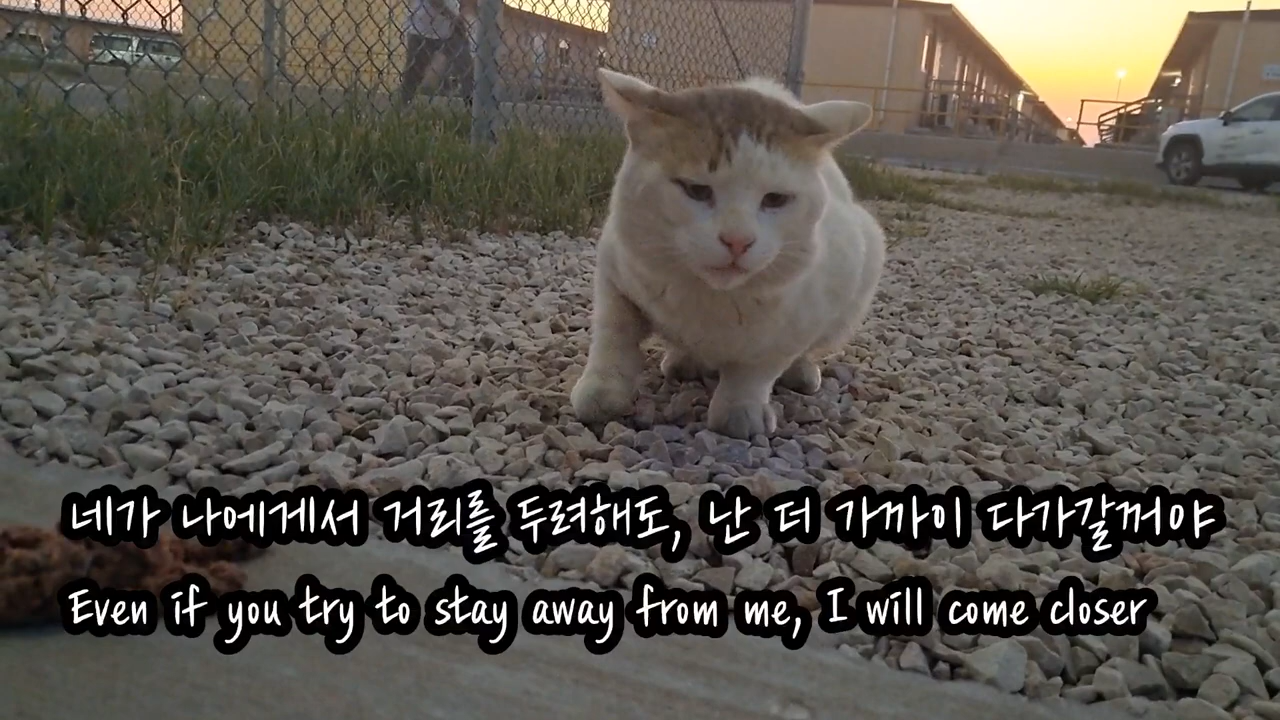 네가 나에게서 거리를 두려해도, 난 더 가까이 다가갈꺼야
Even if you try to stay away from me, I will come closer